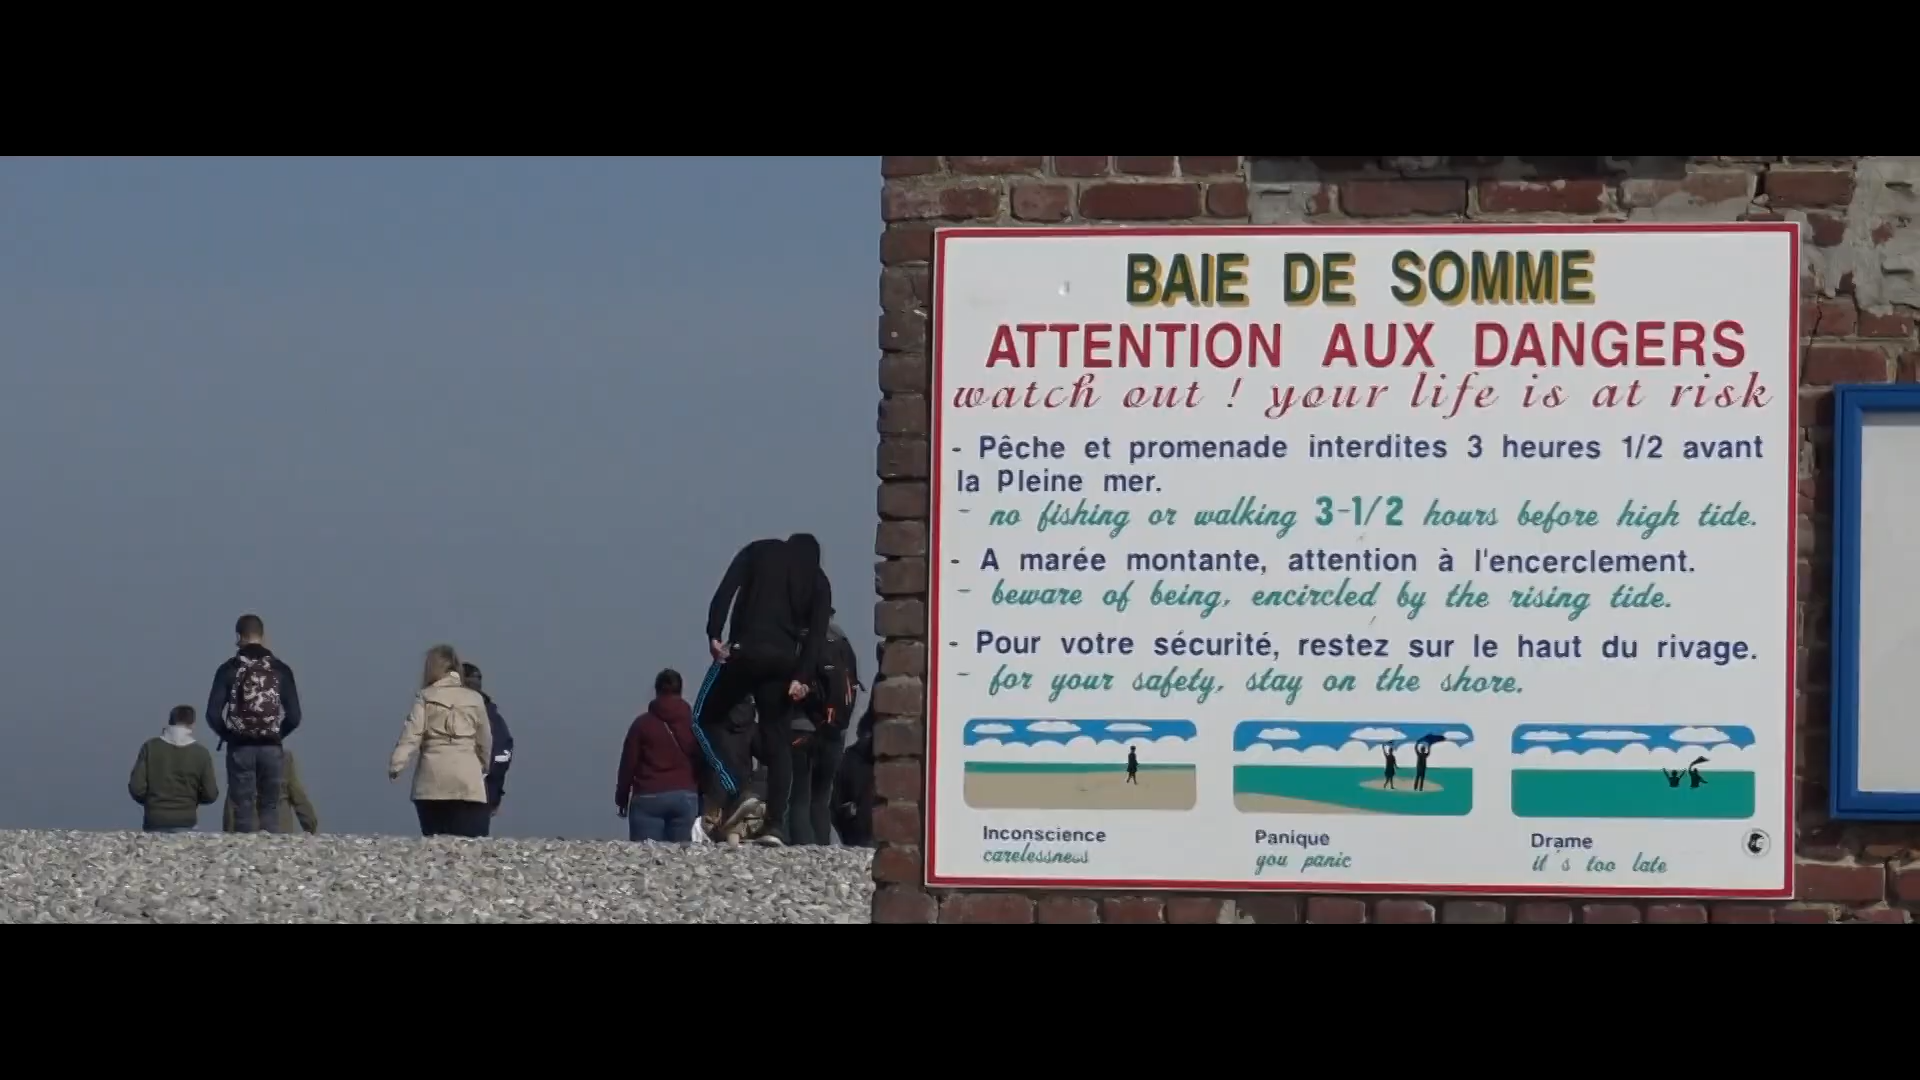 BAIE DE SOMME
ATTENTION AUX DANGERS
watch out ! your life is at risk
- Pêche et promenade interdites 3 heures 1/2 avant
la Pleine mer.
- no fishing or walking 3-1/2 hours before high tide.
- A marée montante, attention à l'encerclement.
- beware of being, encircled by the rising tide.
- Pour votre sécurité, restez sur le haut du rivage.
- for your safety, stay on the shore.
Inconscience
carelessness
Panique
you panic
Drame
it's too late